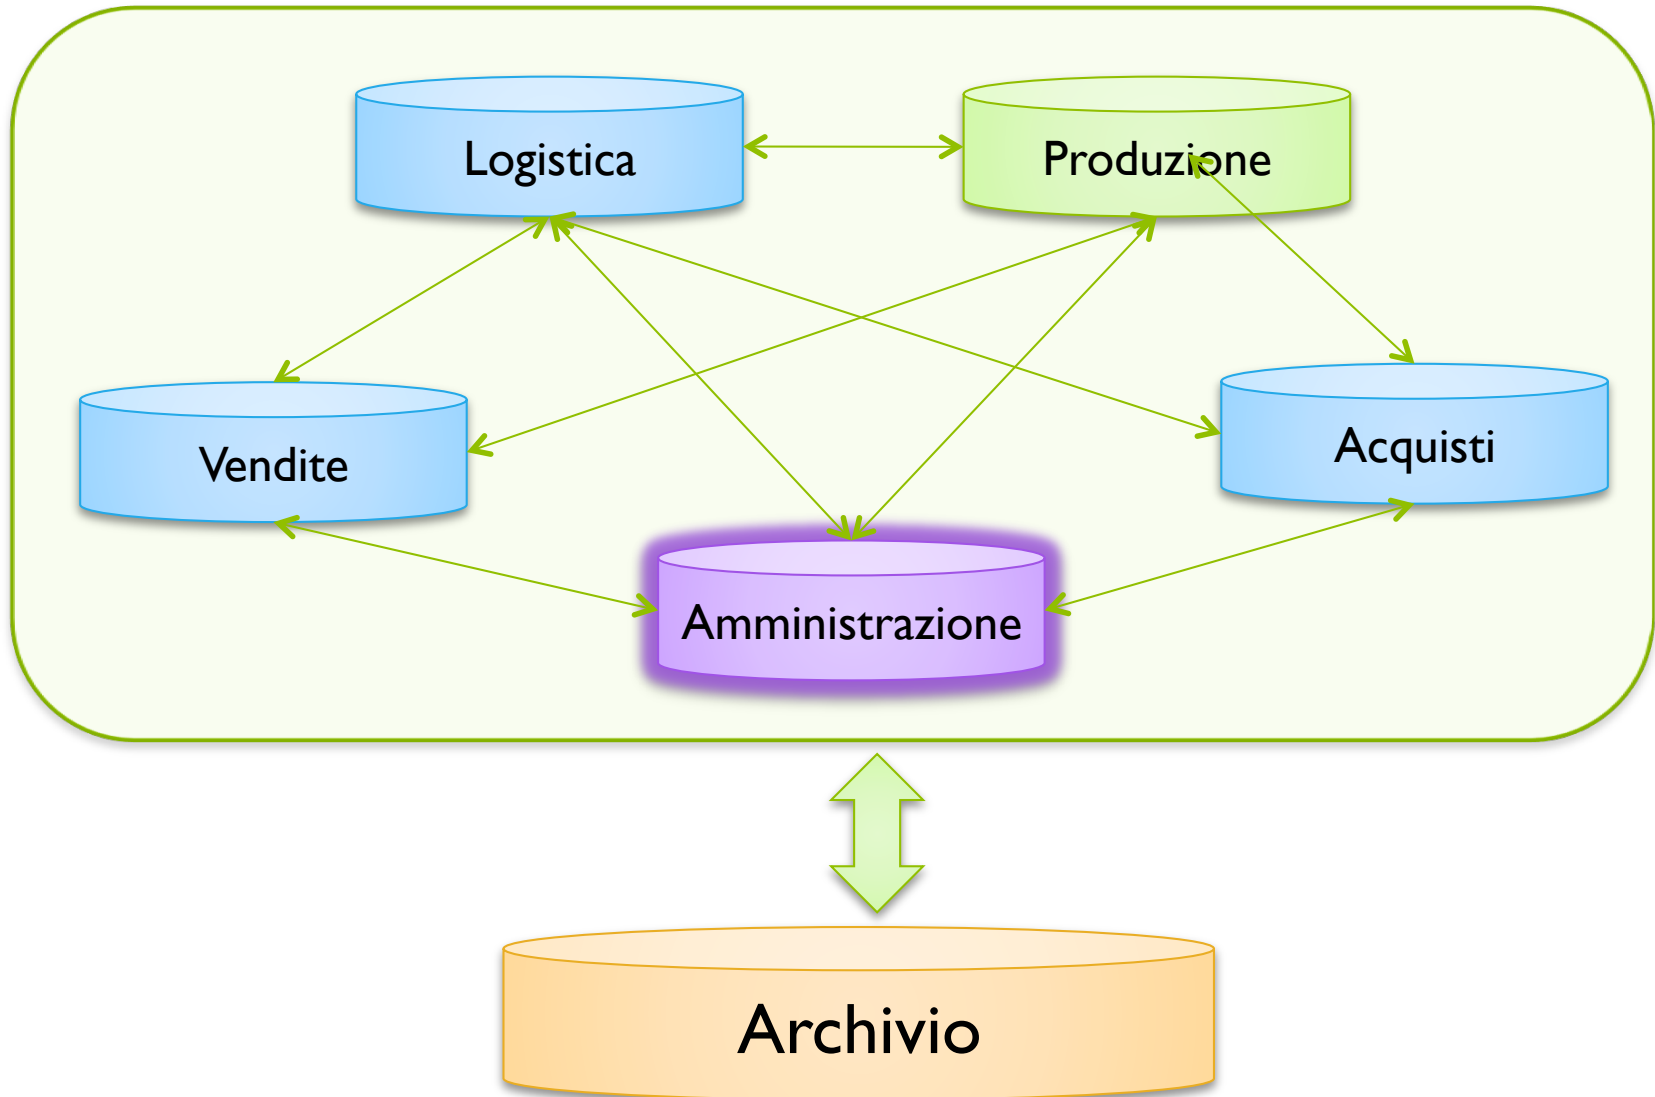 Logistica
Produzione
Vendite
Acquisti
Amministrazione
Archivio